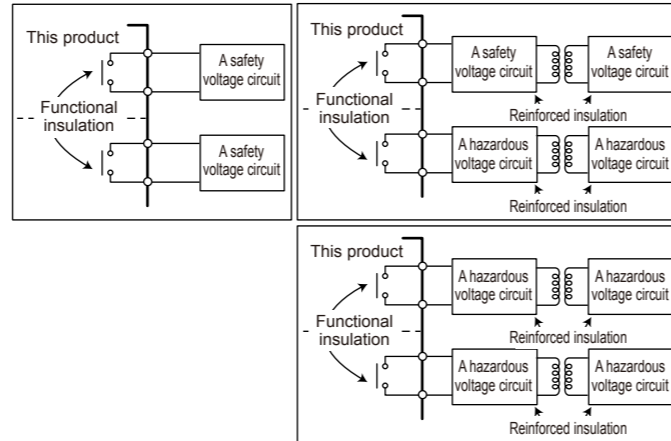 This product
Functional
insulation
A safety
voltage circuit
A safety
voltage circuit
This product
Functional
insulation
A safety
voltage circuit
A safety
voltage circuit
Reinforced insulation
A hazardous
voltage circuit
A hazardous
voltage circuit
Reinforced insulation
This product
Functional
insulation
A hazardous
voltage circuit
A hazardous
voltage circuit
Reinforced insulation
A hazardous
voltage circuit
A hazardous
voltage circuit
Reinforced insulation